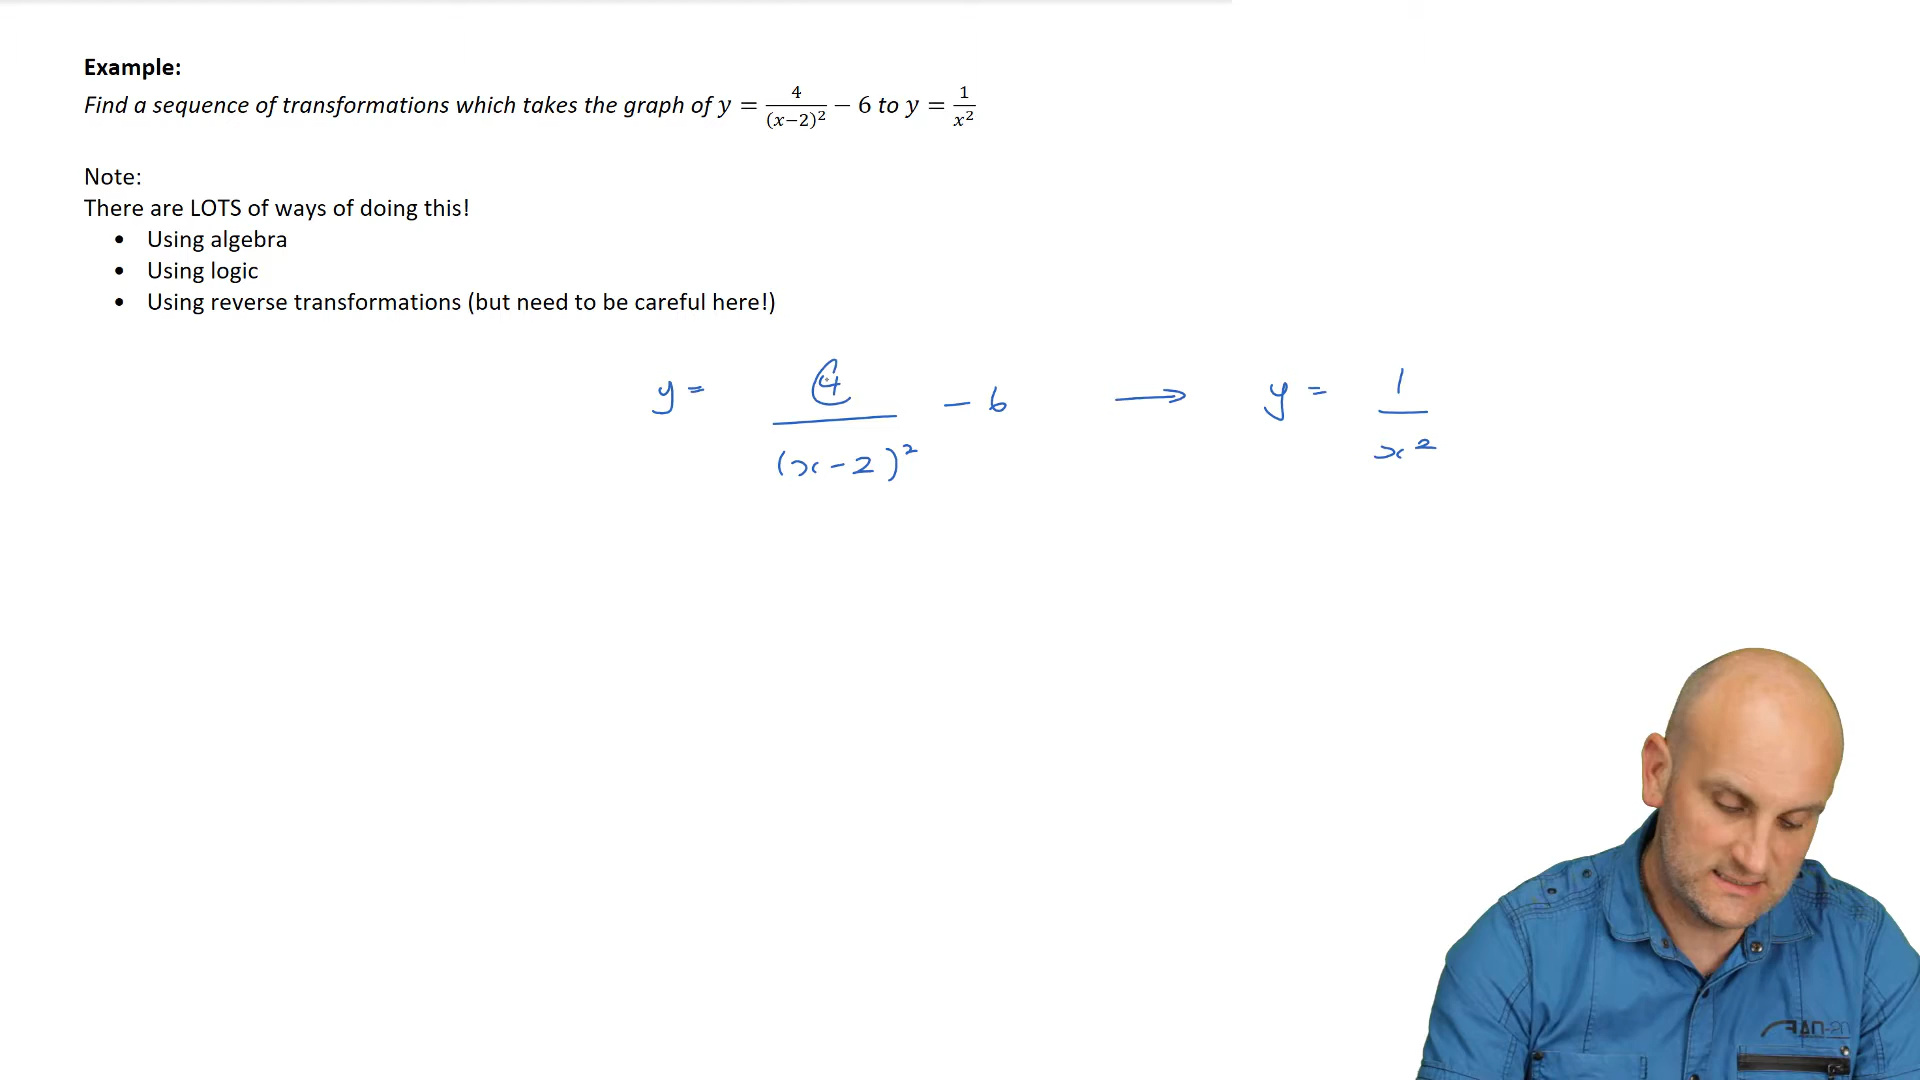 Example:
Find a sequence of transformations which takes the graph of y = 4/(x−2)² − 6 to y = 1/x²
Note:
There are LOTS of ways of doing this!
• Using algebra
• Using logic
• Using reverse transformations (but need to be careful here!)
y = 4/(x − 2)² − 6 → y = 1/x²